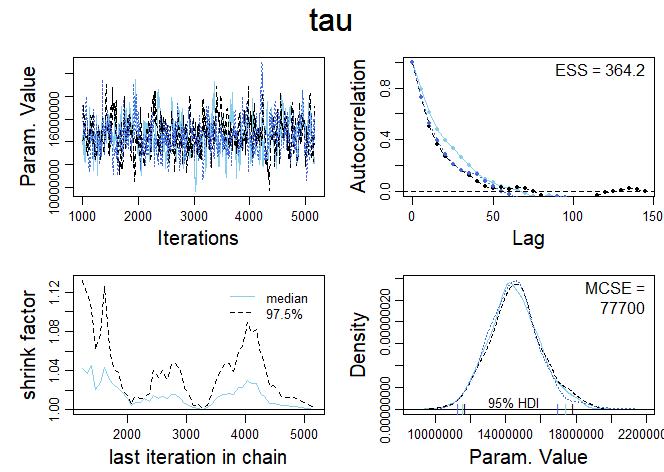 tau
Param. Value
10000000
16000000
1000
2000
3000
4000
5000
Iterations
Autocorrelation
0.0
0.4
0.8
ESS = 364.2
0
50
100
150
Lag
shrink factor
1.00
1.04
1.08
1.12
median
97.5%
2000
3000
4000
5000
last iteration in chain
Density
0.00000000
0.00000020
MCSE =
77700
95% HDI
10000000
14000000
18000000
22000000
Param. Value